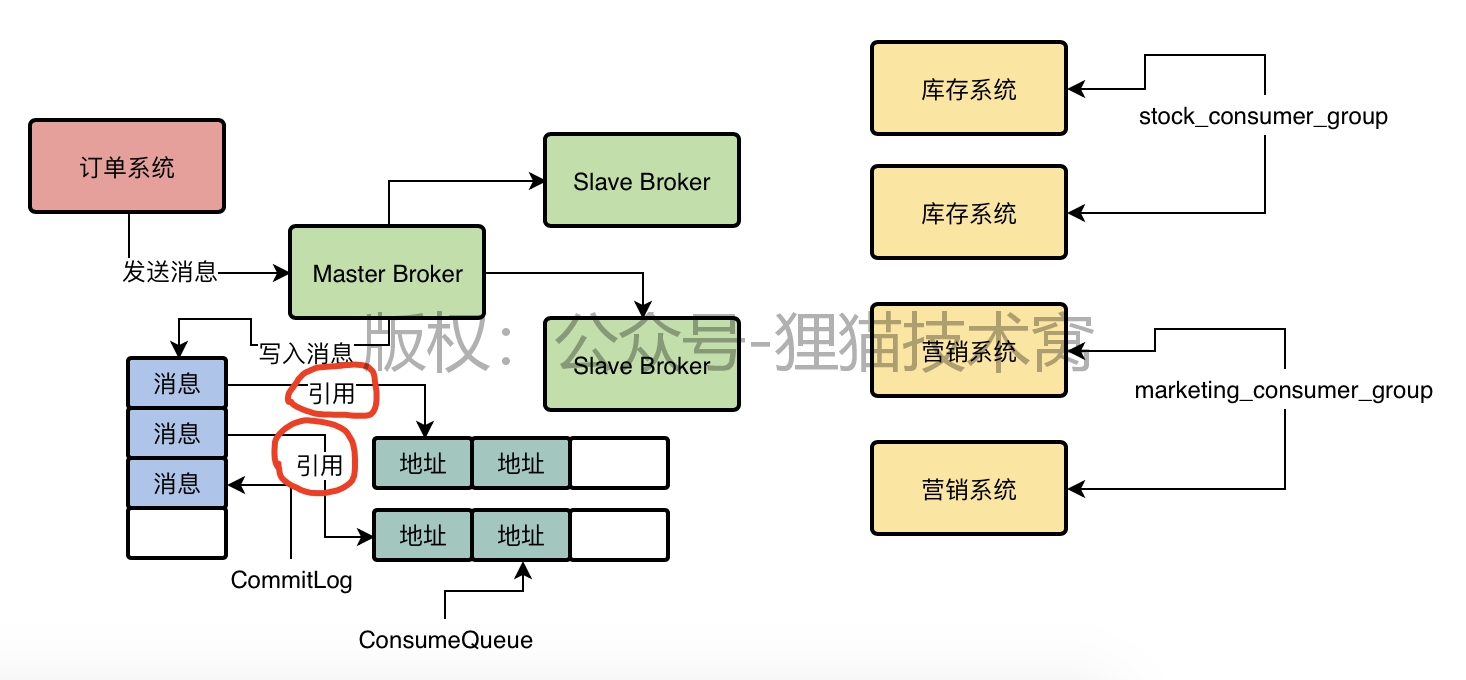 订单系统
发送消息
Master Broker
Slave Broker
Slave Broker
写入消息
消息
消息
消息
引用
引用
地址
地址
地址
地址
CommitLog
ConsumeQueue
库存系统
库存系统
stock_consumer_group
营销系统
营销系统
marketing_consumer_group
版权：公众号-狸猫技术窝